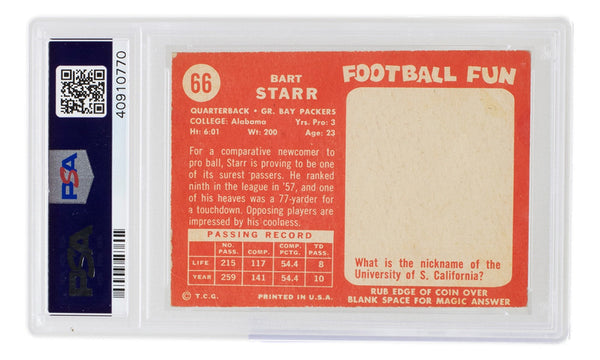 40910770
PSA
PSA
66
BART
STARR
QUARTERBACK • GR. BAY PACKERS
COLLEGE: Alabama Yrs. Pro: 3
Ht: 6:01 Wt: 200 Age: 23
For a comparative newcomer to
pro ball, Starr is proving to be one
of its surest passers. He ranked
ninth in the league in '57, and one
of his heaves was a 77-yarder for
a touchdown. Opposing players are
impressed by his coolness.
PASSING RECORD
NO. PASS. COMP. COMP. PCTG. TD PASS
LIFE 215 117 54.4 8
YEAR 259 141 54.4 10
© T.C.G. PRINTED IN U.S.A.
FOOTBALL FUN
What is the nickname of the
University of S. California?
RUB EDGE OF COIN OVER
BLANK SPACE FOR MAGIC ANSWER